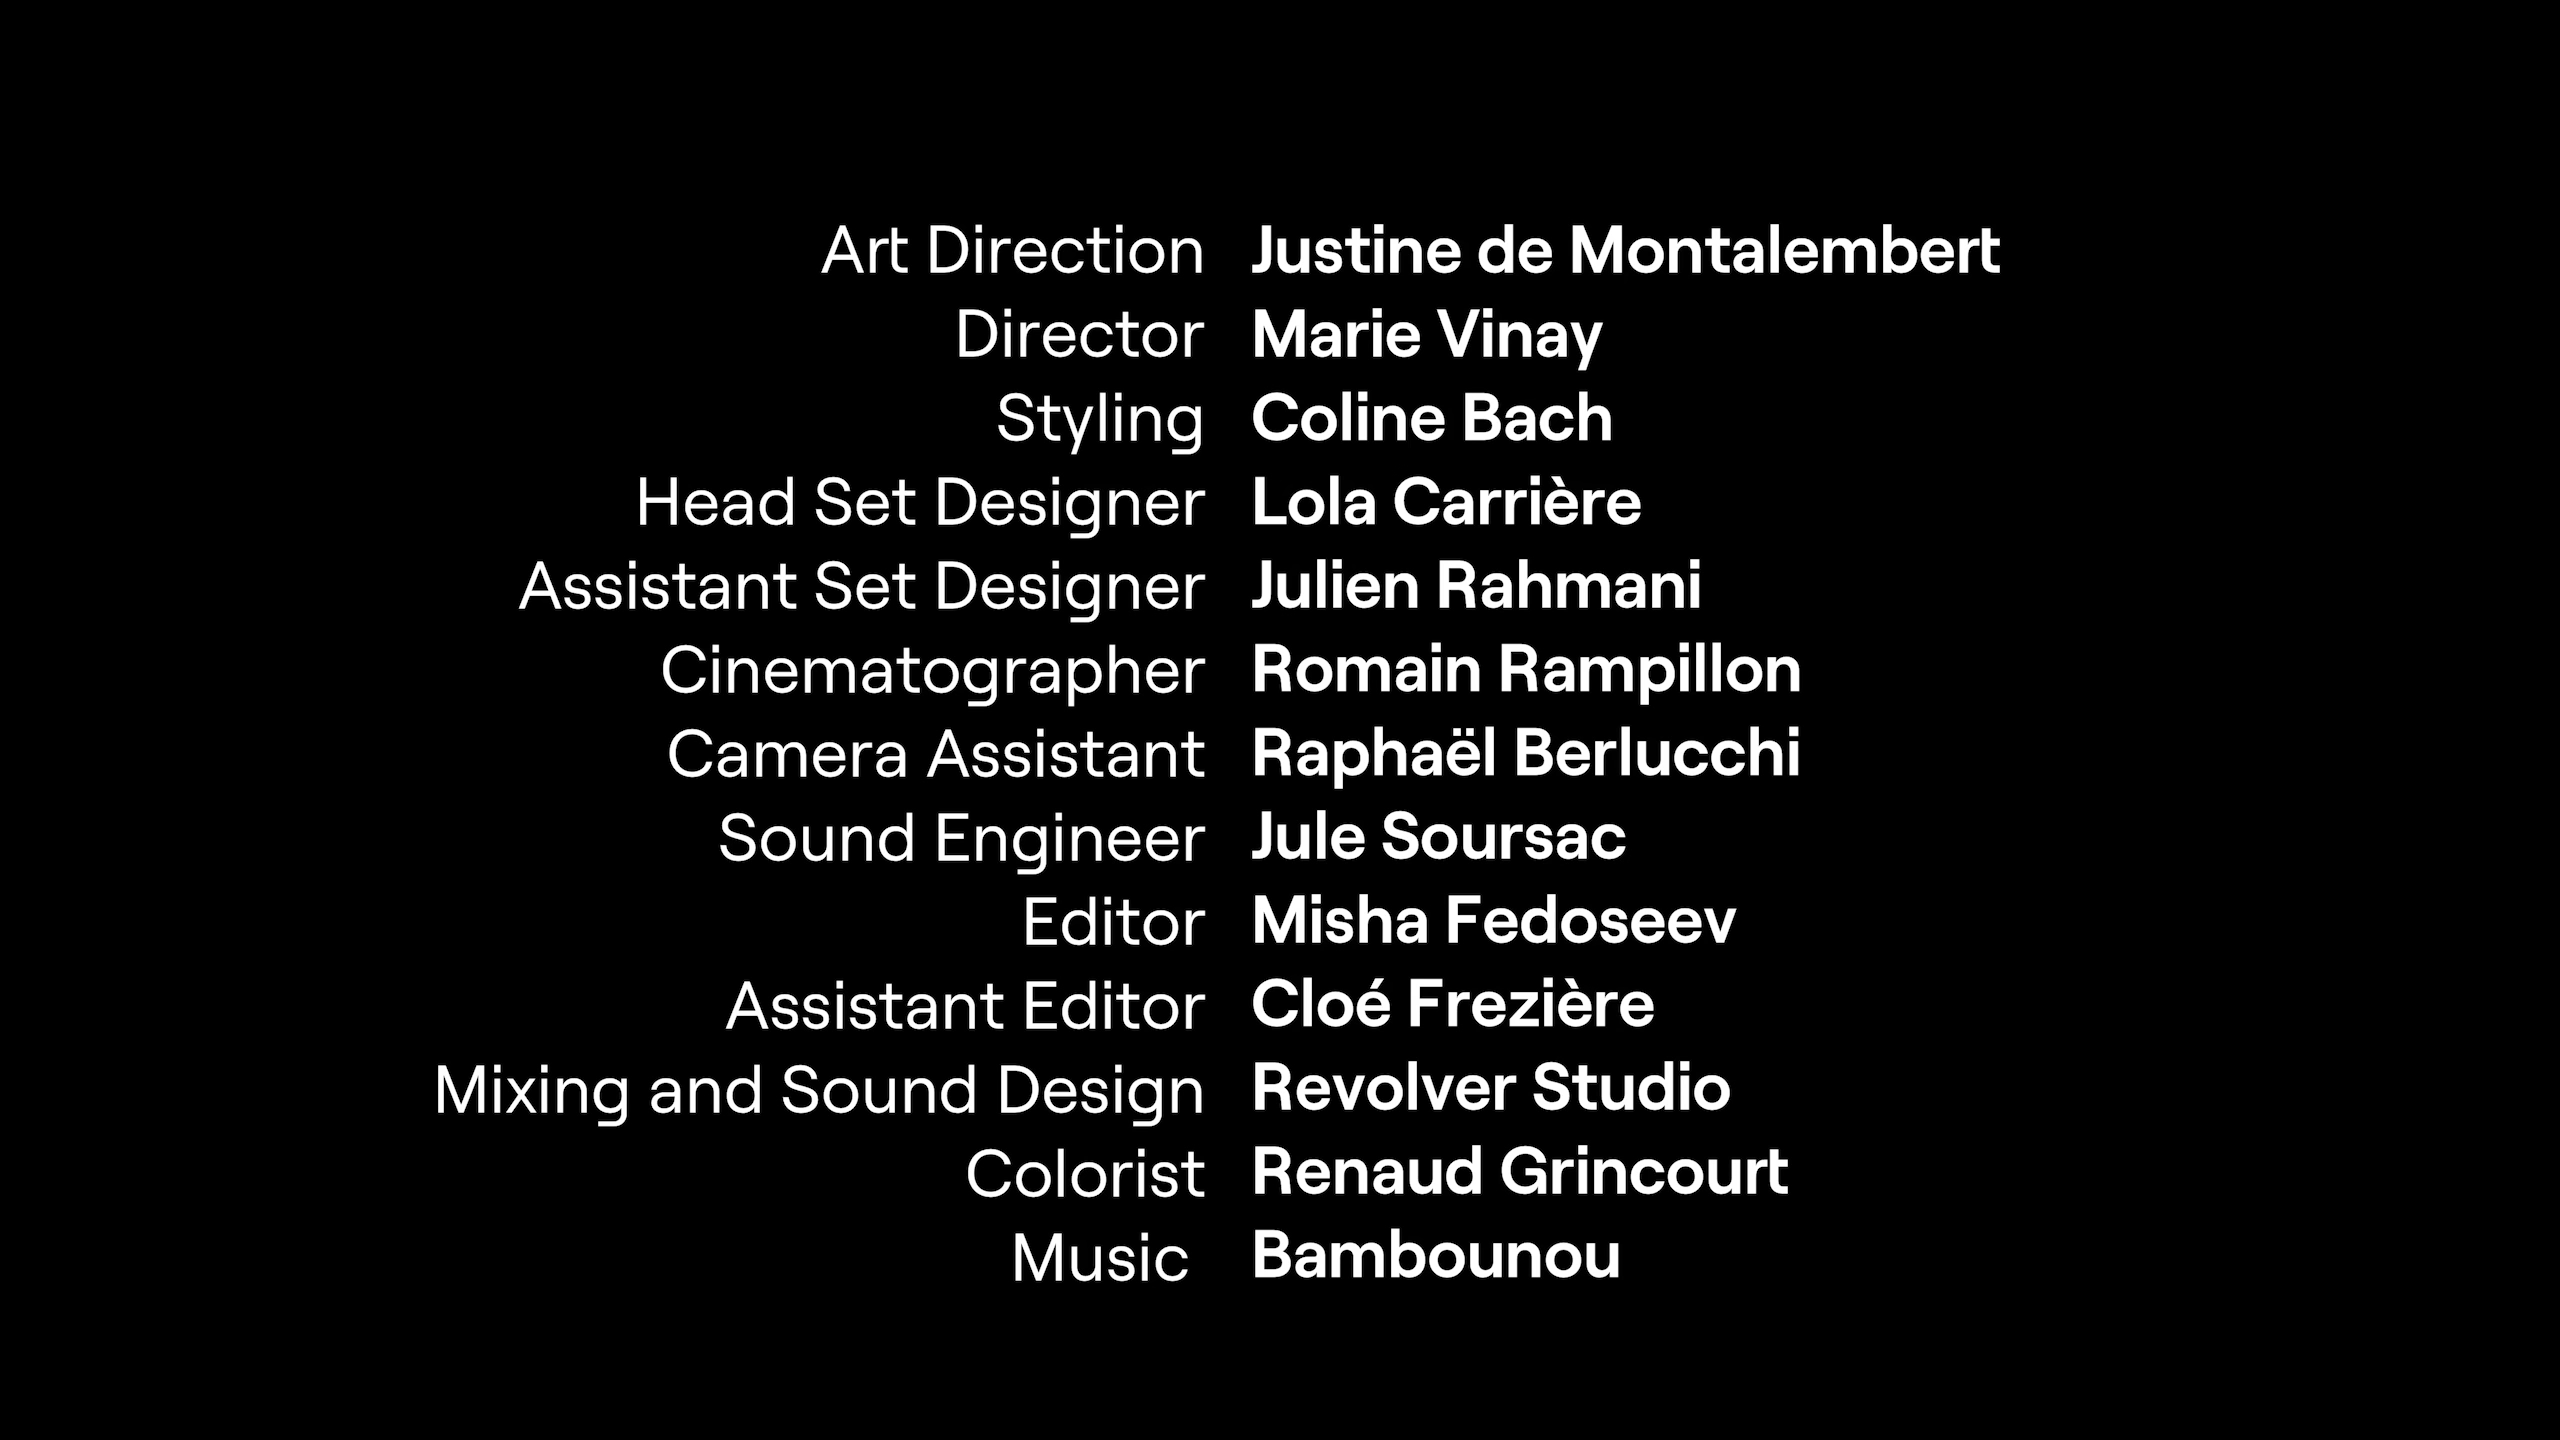 Art Direction Justine de Montalembert
Director Marie Vinay
Styling Coline Bach
Head Set Designer Lola Carrière
Assistant Set Designer Julien Rahmani
Cinematographer Romain Rampillon
Camera Assistant Raphaël Berlucchi
Sound Engineer Jule Soursac
Editor Misha Fedoseev
Assistant Editor Cloé Frezière
Mixing and Sound Design Revolver Studio
Colorist Renaud Grincourt
Music Bambounou